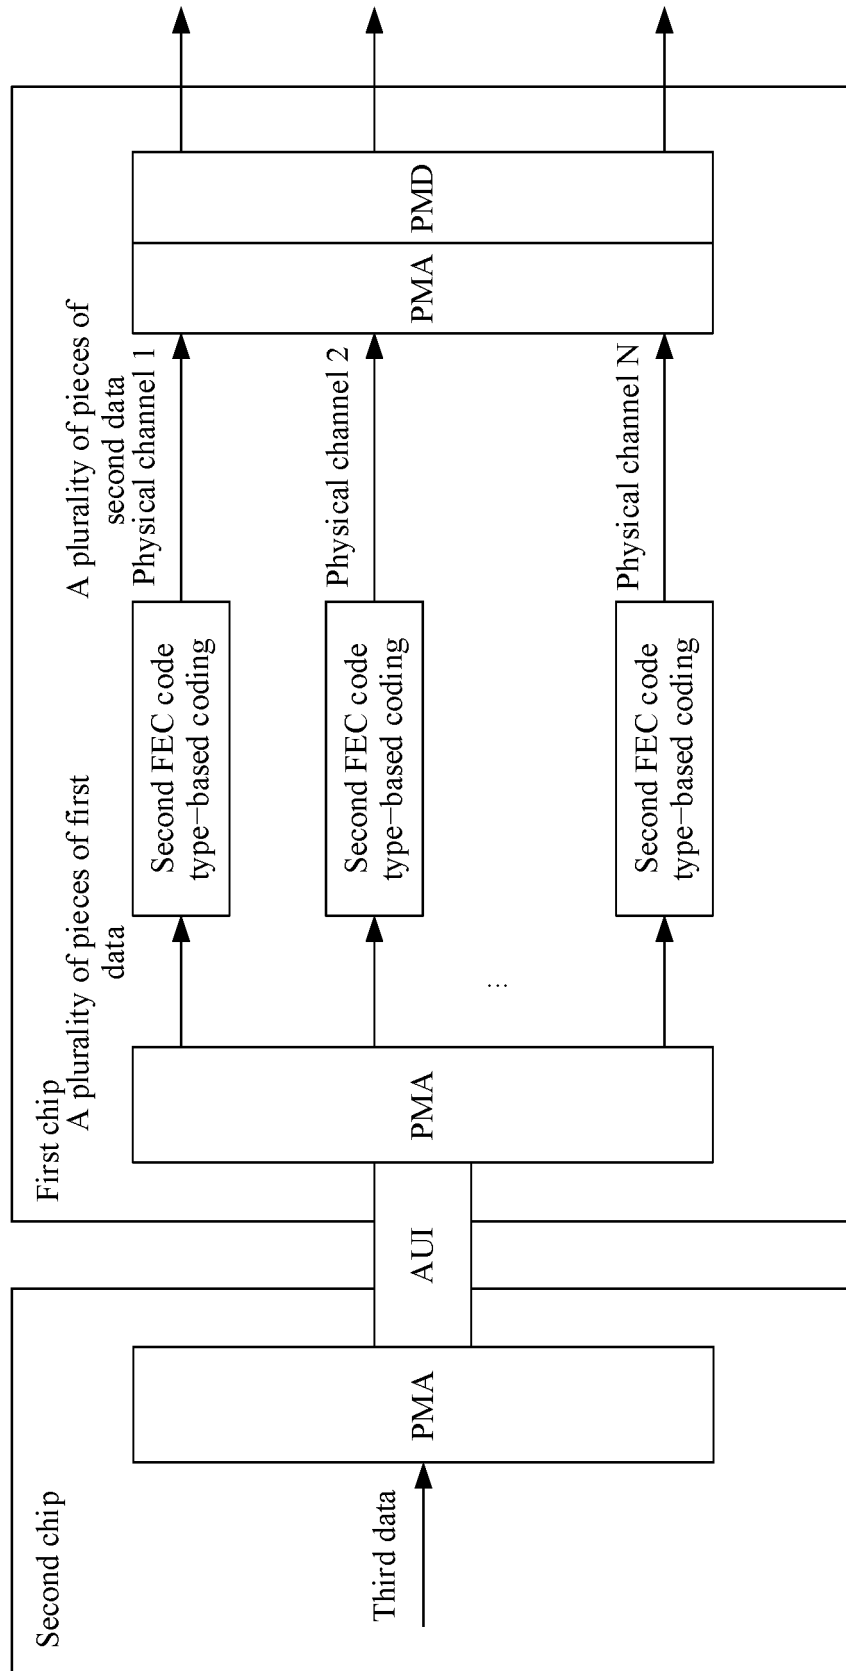 Second chip
Third data
PMA
AUI
First chip
A plurality of pieces of first
data
PMA
...
Second FEC code
type−based coding
Second FEC code
type−based coding
Second FEC code
type−based coding
A plurality of pieces of
second data
Physical channel 1
Physical channel 2
Physical channel N
PMA
PMD